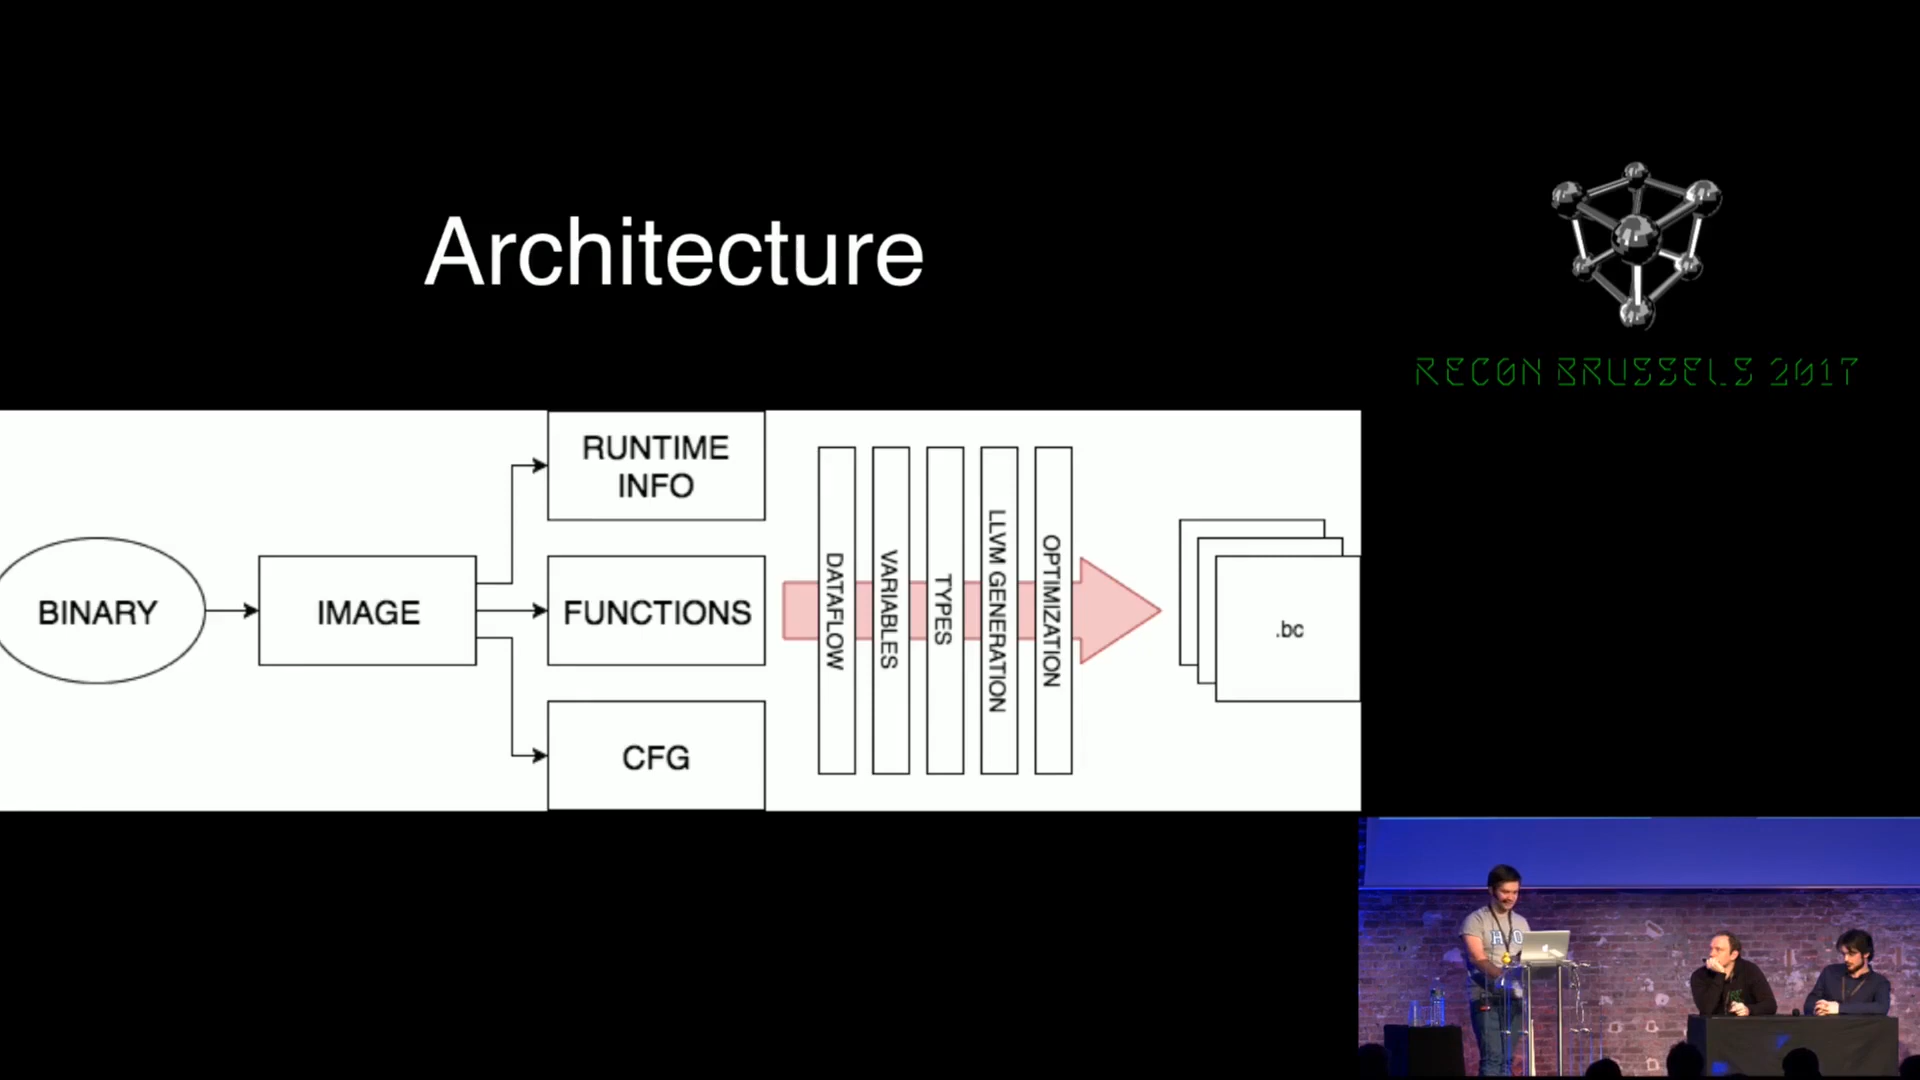 Architecture
RECON BRUSSELS 2017
BINARY
IMAGE
RUNTIME
INFO
FUNCTIONS
CFG
DATAFLOW
VARIABLES
TYPES
LLVM GENERATION
OPTIMIZATION
.bc